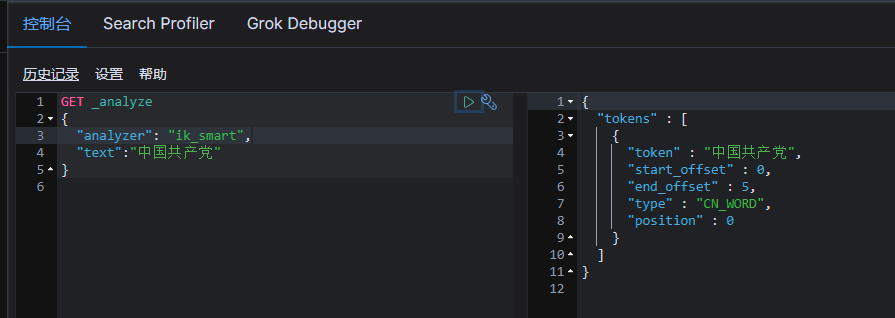 控制台 Search Profiler Grok Debugger
历史记录 设置 帮助
1 GET _analyze
2 {
3 "analyzer": "ik_smart",
4 "text":"中国共产党"
5 }
6
1 {
2 "tokens" : [
3 {
4 "token" : "中国共产党",
5 "start_offset" : 0,
6 "end_offset" : 5,
7 "type" : "CN_WORD",
8 "position" : 0
9 }
10 ]
11 }
12